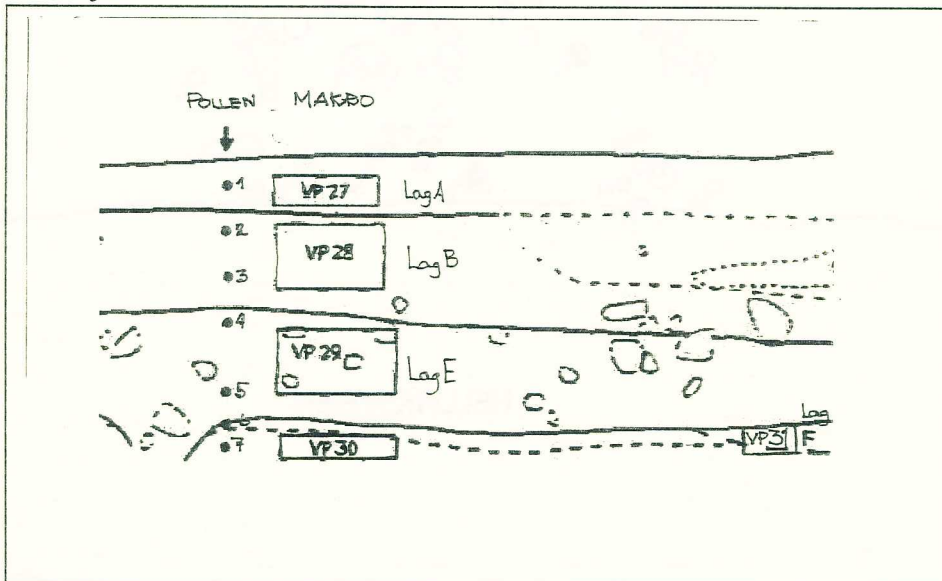 POLLEN MAKRO
1 VP 27 Lag A
2 VP 28 Lag B
3
4 VP 29 Lag E
5
6 Lag
7 VP 30 VP 31 F